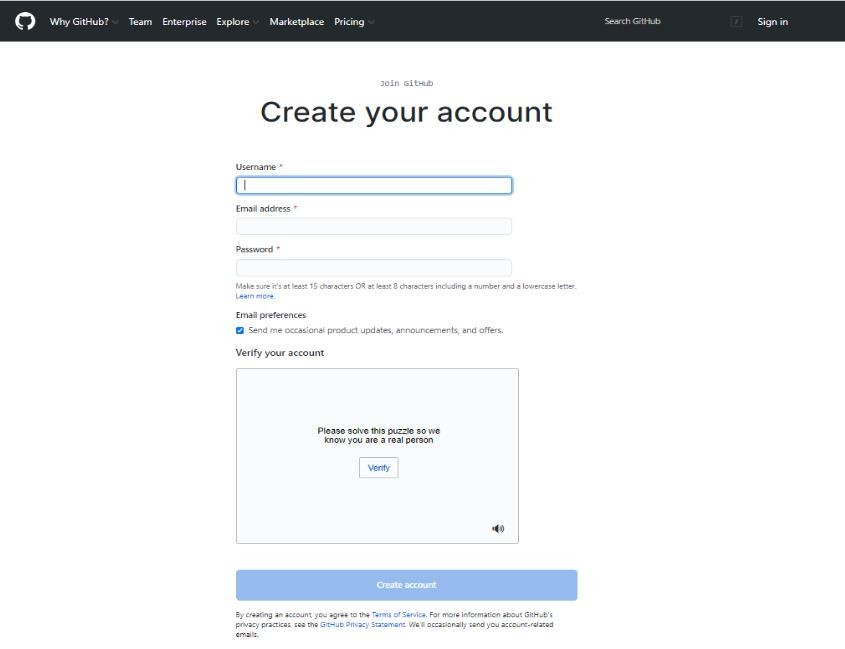 Why GitHub? Team Enterprise Explore Marketplace Pricing Search GitHub / Sign in
Join GitHub
Create your account
Username *
Email address *
Password *
Make sure it's at least 15 characters OR at least 8 characters including a number and a lowercase letter.
Learn more.
Email preferences
Send me occasional product updates, announcements, and offers.
Verify your account
Please solve this puzzle so we
know you are a real person
Verify
Create account
By creating an account, you agree to the Terms of Service. For more information about GitHub's
privacy practices, see the GitHub Privacy Statement. We'll occasionally send you account-related
emails.